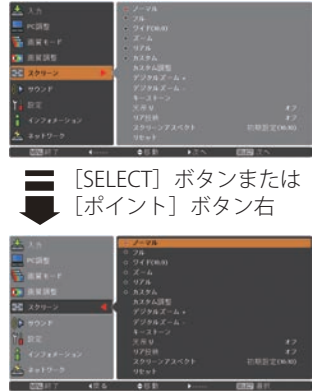 入力
PC調整
画質モード
画質調整
スクリーン
サウンド
設定
インフォメーション
ネットワーク
ノーマル
フル
ワイド(16:9)
ズーム
リアル
カスタム
カスタム調整
デジタルズーム +
デジタルズーム -
キーストーン
天吊り オフ
リア投映 オフ
スクリーンアスペクト 初期設定(16:10)
終了 ◀----- 移動 ▶次へ 次へ
[SELECT]ボタンまたは
[ポイント]ボタン右
入力
PC調整
画質モード
画質調整
スクリーン
サウンド
設定
インフォメーション
ネットワーク
ノーマル
フル
ワイド(16:9)
ズーム
リアル
カスタム
カスタム調整
デジタルズーム +
デジタルズーム -
キーストーン
天吊り オフ
リア投映 オフ
スクリーンアスペクト 初期設定(16:10)
リセット
終了 ◀戻る 移動 ▶----- 選択